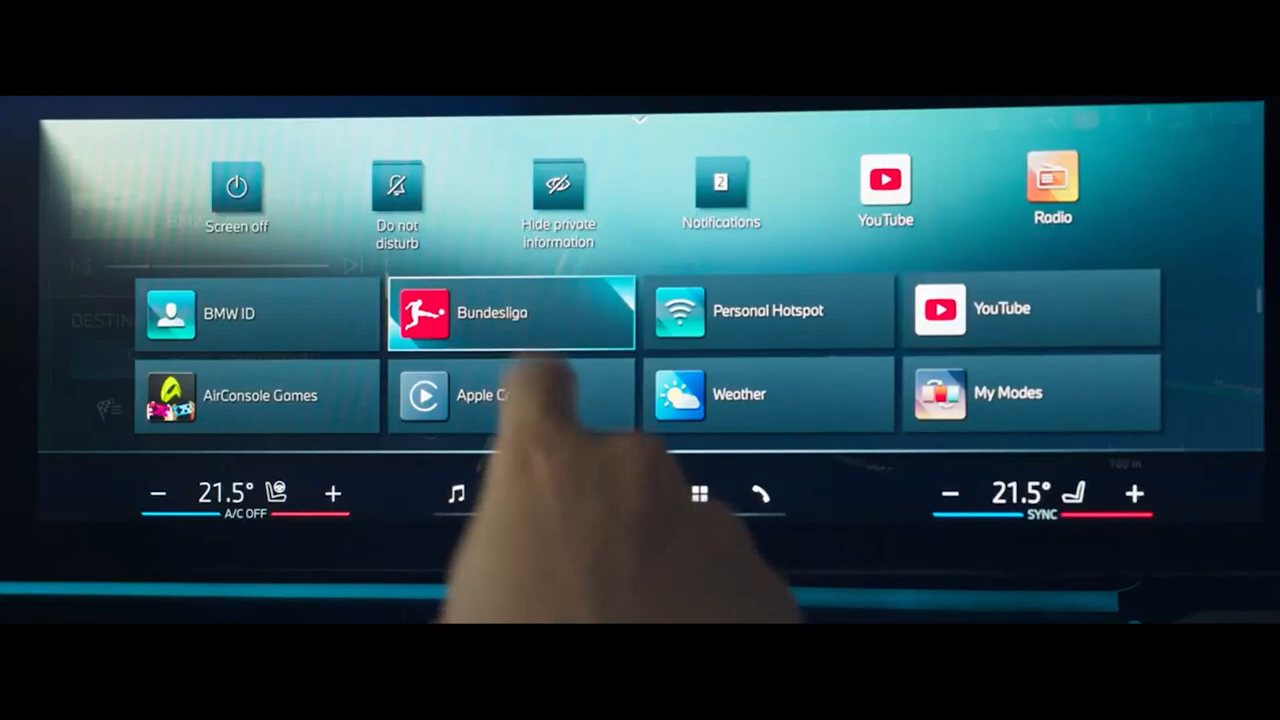 Screen off
Do not
disturb
Hide private
information
2
Notifications
YouTube
Radio
BMW ID
Bundesliga
Personal Hotspot
YouTube
AirConsole Games
Apple
Weather
My Modes
21.5°
A/C OFF
21.5°
SYNC